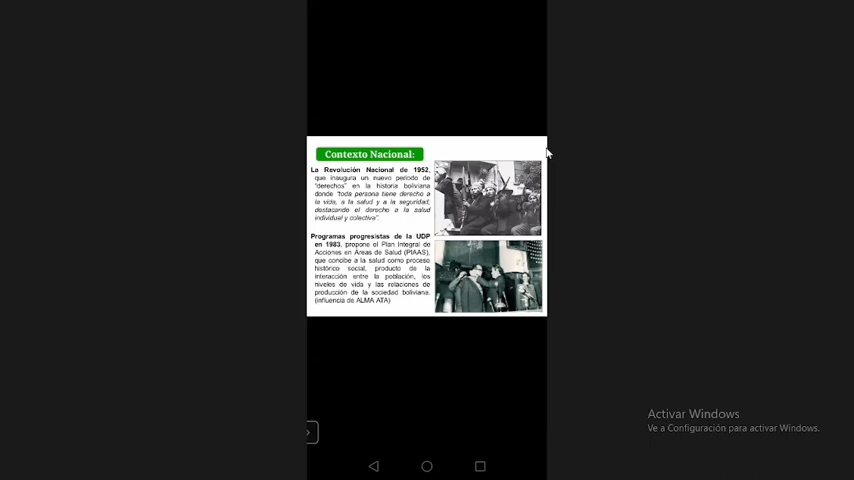 Contexto Nacional:
La Revolución Nacional de 1952,
que inaugura un nuevo periodo de
"derechos" en la historia boliviana
donde "toda persona tiene derecho a
la vida, a la salud y a la seguridad;
destacando el derecho a la salud
individual y colectiva".
Programas progresistas de la UDP
en 1983, propone el Plan Integral de
Acciones en Áreas de Salud (PIAAS),
que concibe a la salud como proceso
histórico social, producto de la
interacción entre la población, los
niveles de vida y las relaciones de
producción de la sociedad boliviana.
(influencia de ALMA ATA)
Activar Windows
Ve a Configuración para activar Windows.